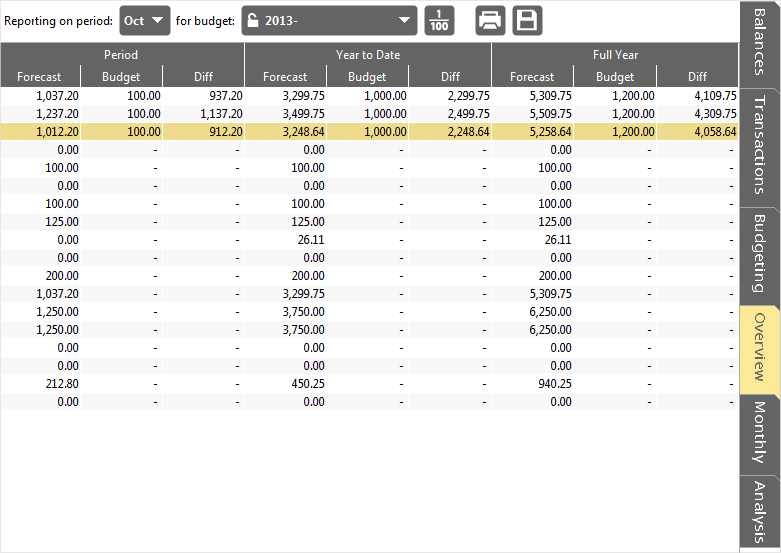 Reporting on period: Oct for budget: 2013- 1/100
Period Year to Date Full Year
Forecast Budget Diff Forecast Budget Diff Forecast Budget Diff
1,037.20 100.00 937.20 3,299.75 1,000.00 2,299.75 5,309.75 1,200.00 4,109.75
1,237.20 100.00 1,137.20 3,499.75 1,000.00 2,499.75 5,509.75 1,200.00 4,309.75
1,012.20 100.00 912.20 3,248.64 1,000.00 2,248.64 5,258.64 1,200.00 4,058.64
0.00 - - 0.00 - - 0.00 - -
100.00 - - 100.00 - - 100.00 - -
0.00 - - 0.00 - - 0.00 - -
100.00 - - 100.00 - - 100.00 - -
125.00 - - 125.00 - - 125.00 - -
0.00 - - 26.11 - - 26.11 - -
0.00 - - 0.00 - - 0.00 - -
200.00 - - 200.00 - - 200.00 - -
1,037.20 - - 3,299.75 - - 5,309.75 - -
1,250.00 - - 3,750.00 - - 6,250.00 - -
1,250.00 - - 3,750.00 - - 6,250.00 - -
0.00 - - 0.00 - - 0.00 - -
0.00 - - 0.00 - - 0.00 - -
212.80 - - 450.25 - - 940.25 - -
0.00 - - 0.00 - - 0.00 - -
Balances
Transactions
Budgeting
Overview
Monthly
Analysis